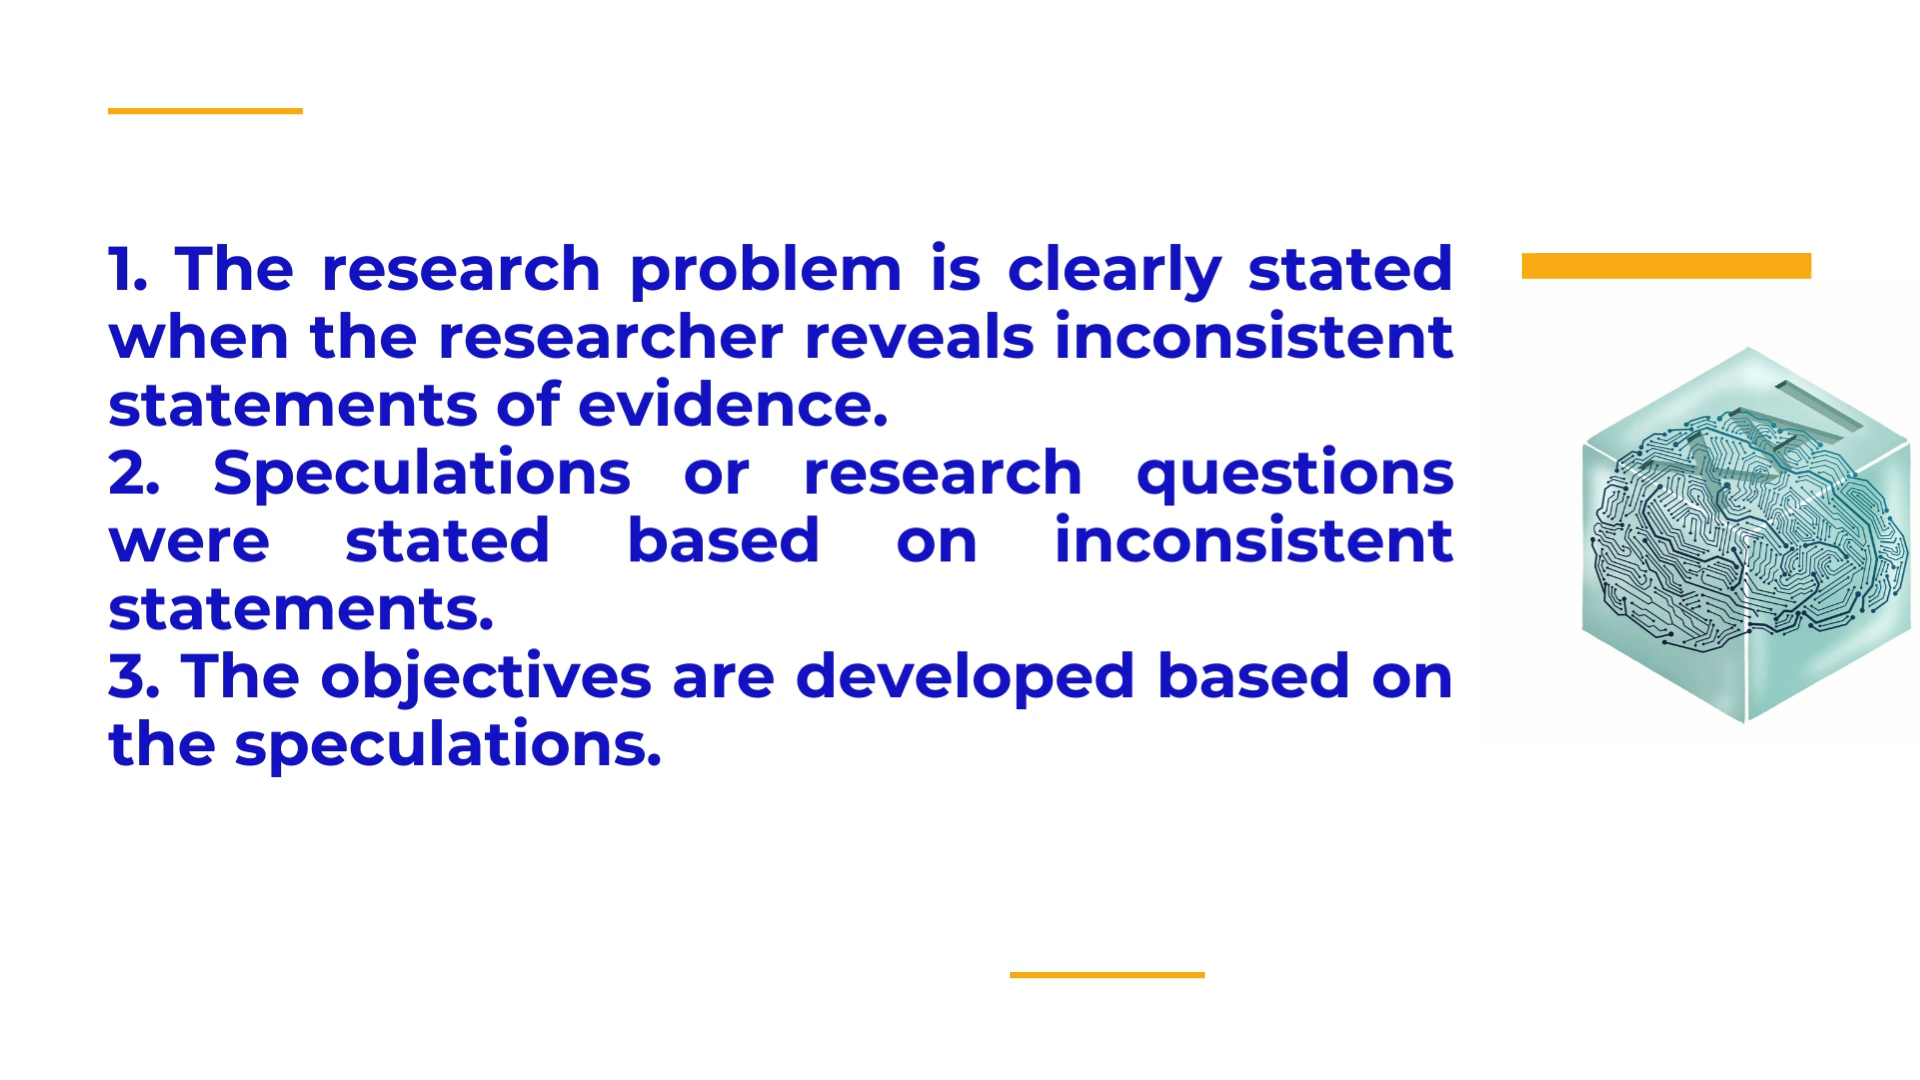 1. The research problem is clearly stated
when the researcher reveals inconsistent
statements of evidence.
2. Speculations or research questions
were stated based on inconsistent
statements.
3. The objectives are developed based on
the speculations.